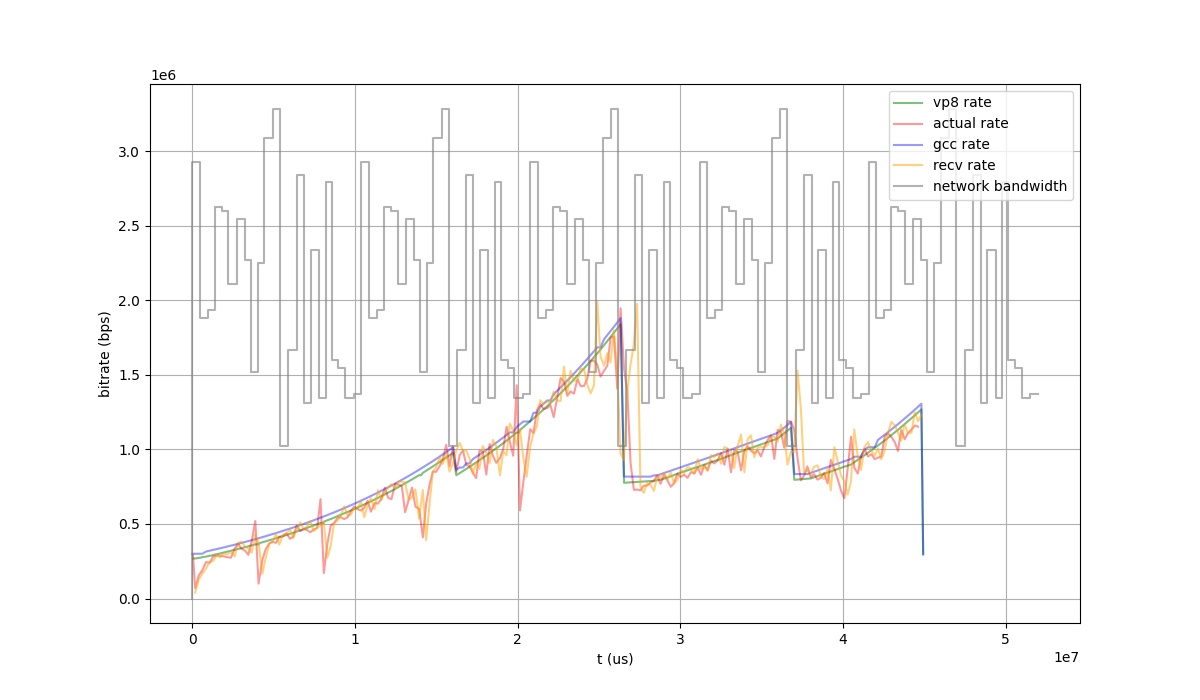 1e6
vp8 rate
actual rate
gcc rate
recv rate
network bandwidth
bitrate (bps)
3.0
2.5
2.0
1.5
1.0
0.5
0.0
0 1 2 3 4 5
t (us)
1e7